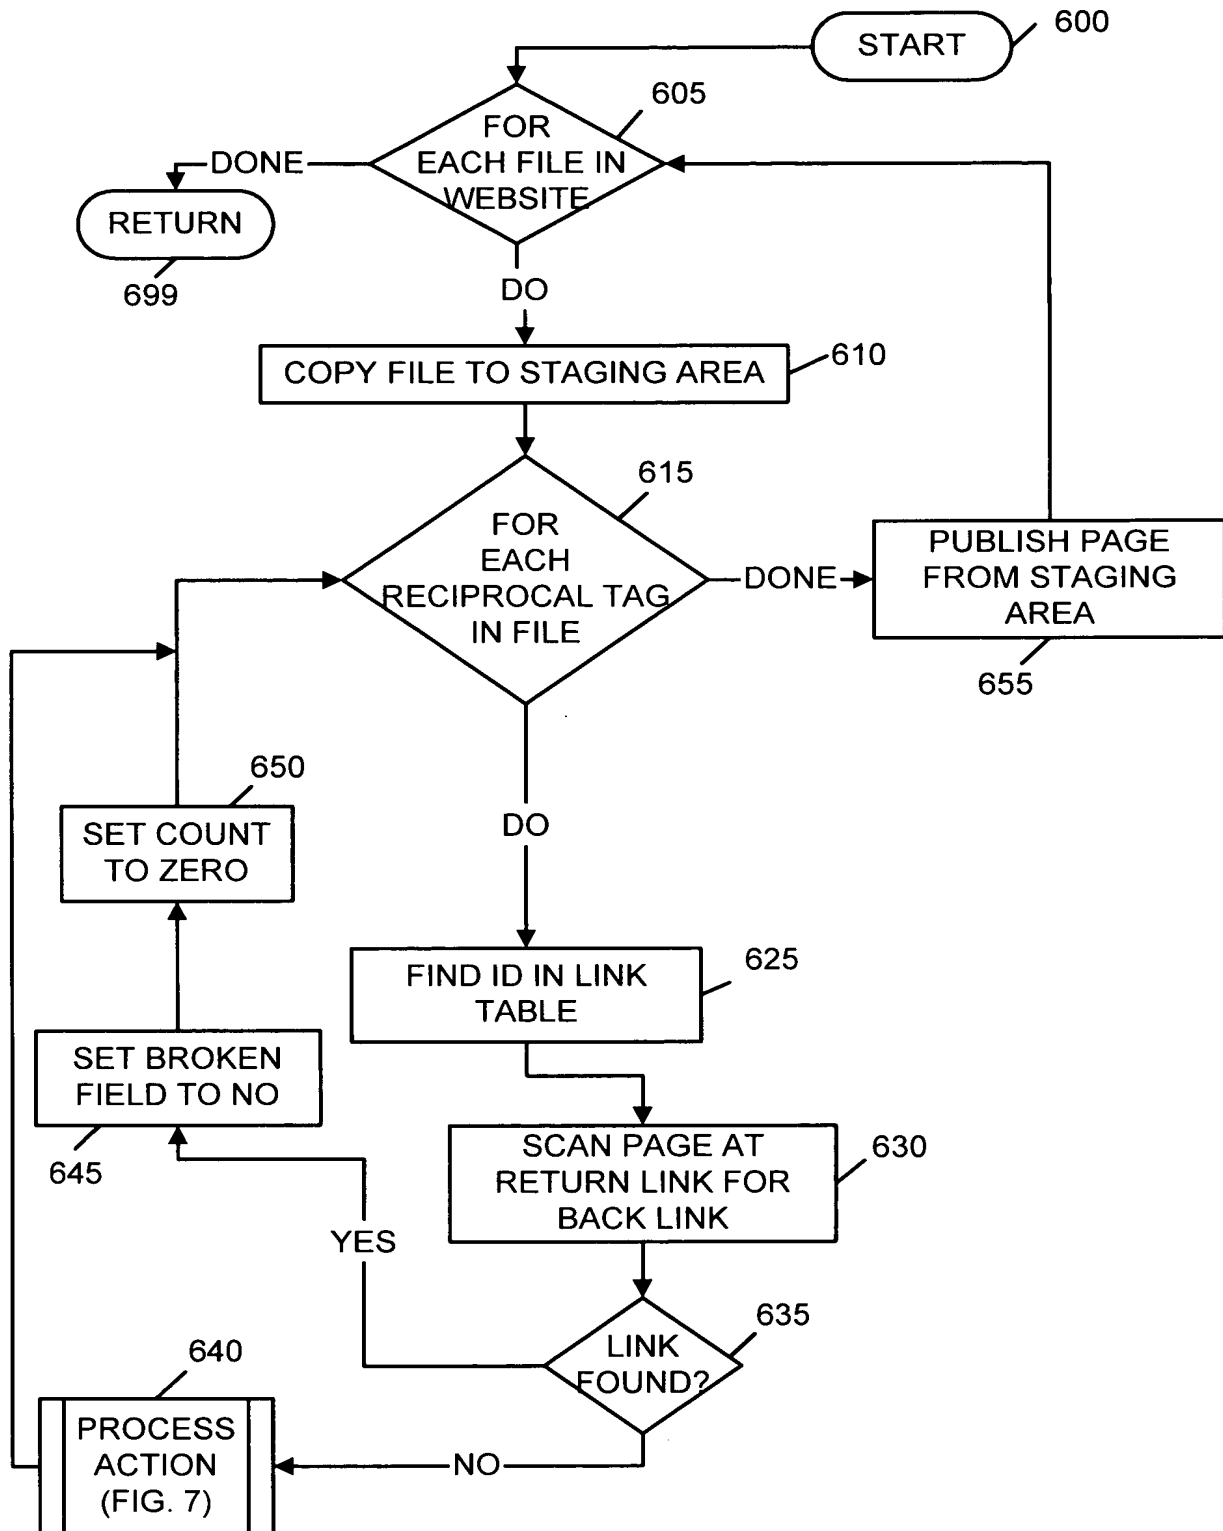 START
600
605
FOR
EACH FILE IN
WEBSITE
DONE
RETURN
699
DO
COPY FILE TO STAGING AREA
610
615
FOR
EACH
RECIPROCAL TAG
IN FILE
DONE
PUBLISH PAGE
FROM STAGING
AREA
655
650
SET COUNT
TO ZERO
DO
FIND ID IN LINK
TABLE
625
SET BROKEN
FIELD TO NO
645
SCAN PAGE AT
RETURN LINK FOR
BACK LINK
630
YES
635
LINK
FOUND?
640
PROCESS
ACTION
(FIG. 7)
NO